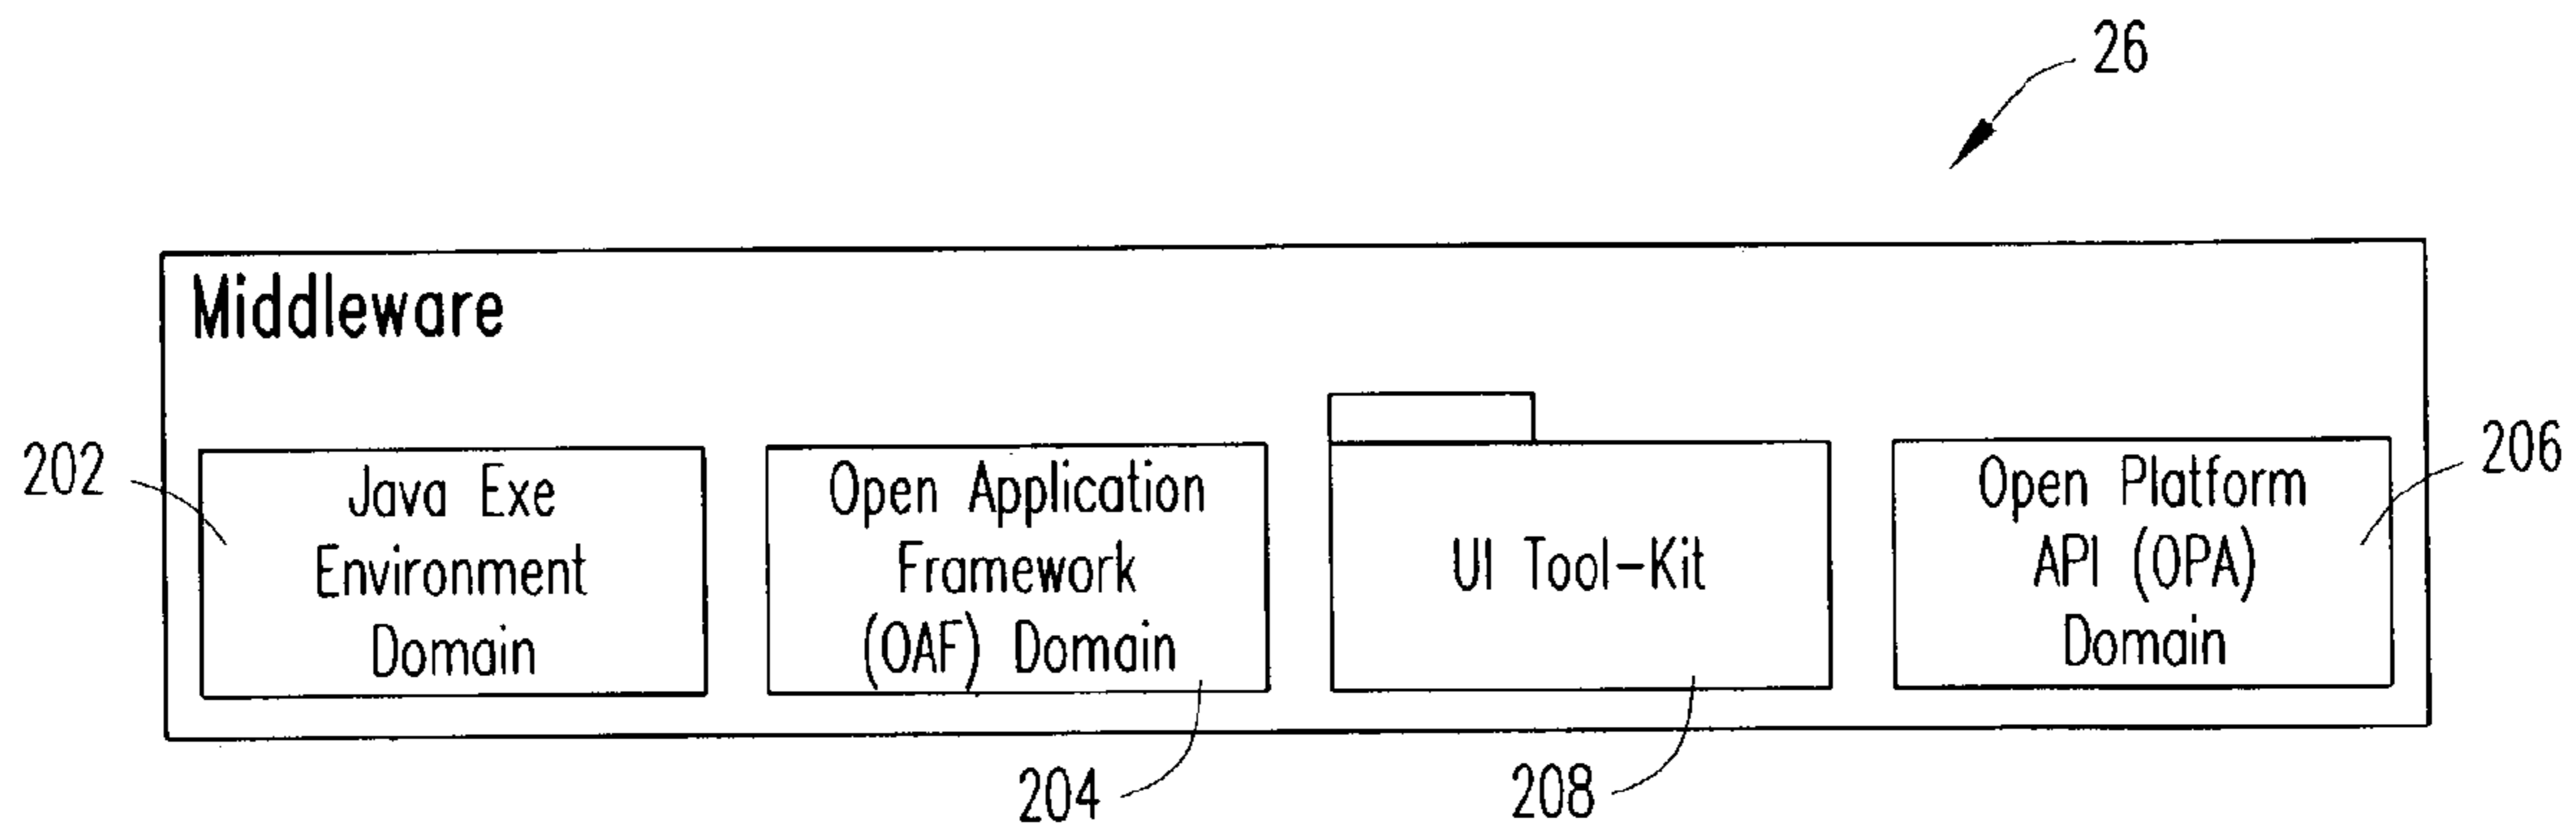 26
Middleware
202
Java Exe
Environment
Domain
Open Application
Framework
(OAF) Domain
UI Tool-Kit
Open Platform
API (OPA)
Domain
206
204
208